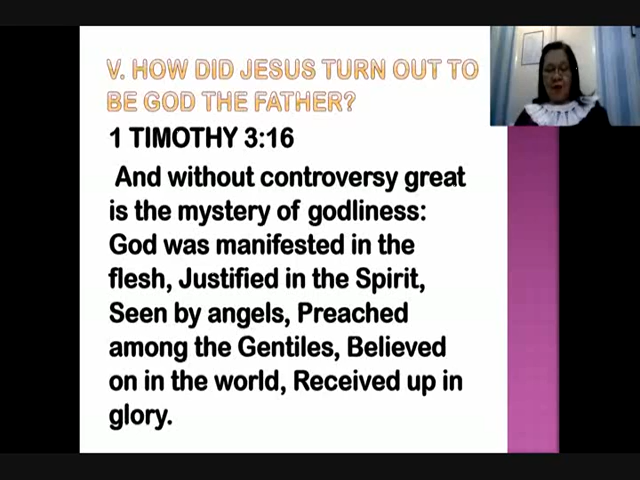 V. HOW DID JESUS TURN OUT TO
BE GOD THE FATHER?
1 TIMOTHY 3:16
And without controversy great
is the mystery of godliness:
God was manifested in the
flesh, Justified in the Spirit,
Seen by angels, Preached
among the Gentiles, Believed
on in the world, Received up in
glory.